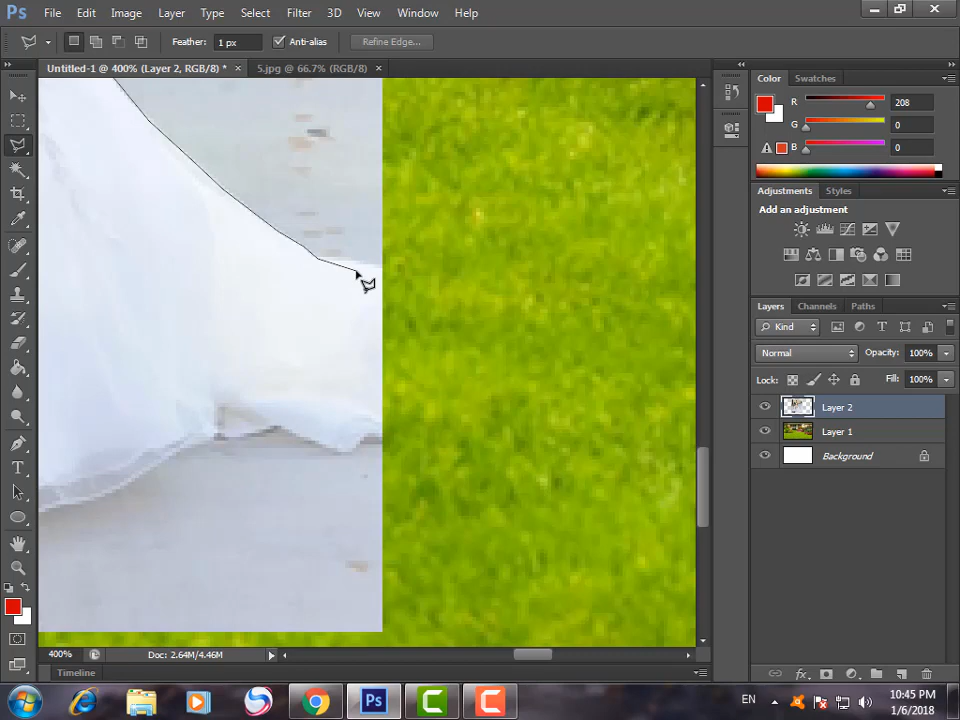 Ps File Edit Image Layer Type Select Filter 3D View Window Help
Feather: 1 px Anti-alias Refine Edge...
Untitled-1 @ 400% (Layer 2, RGB/8) * × 5.jpg @ 66.7% (RGB/8) ×
Color Swatches
R 208
G 0
B 0
Adjustments Styles
Add an adjustment
Layers Channels Paths
Kind T
Normal Opacity: 100%
Lock: Fill: 100%
Layer 2
Layer 1
Background
T
400% Doc: 2.64M/4.46M
Timeline
fx
Ps C C EN 10:45 PM
1/6/2018